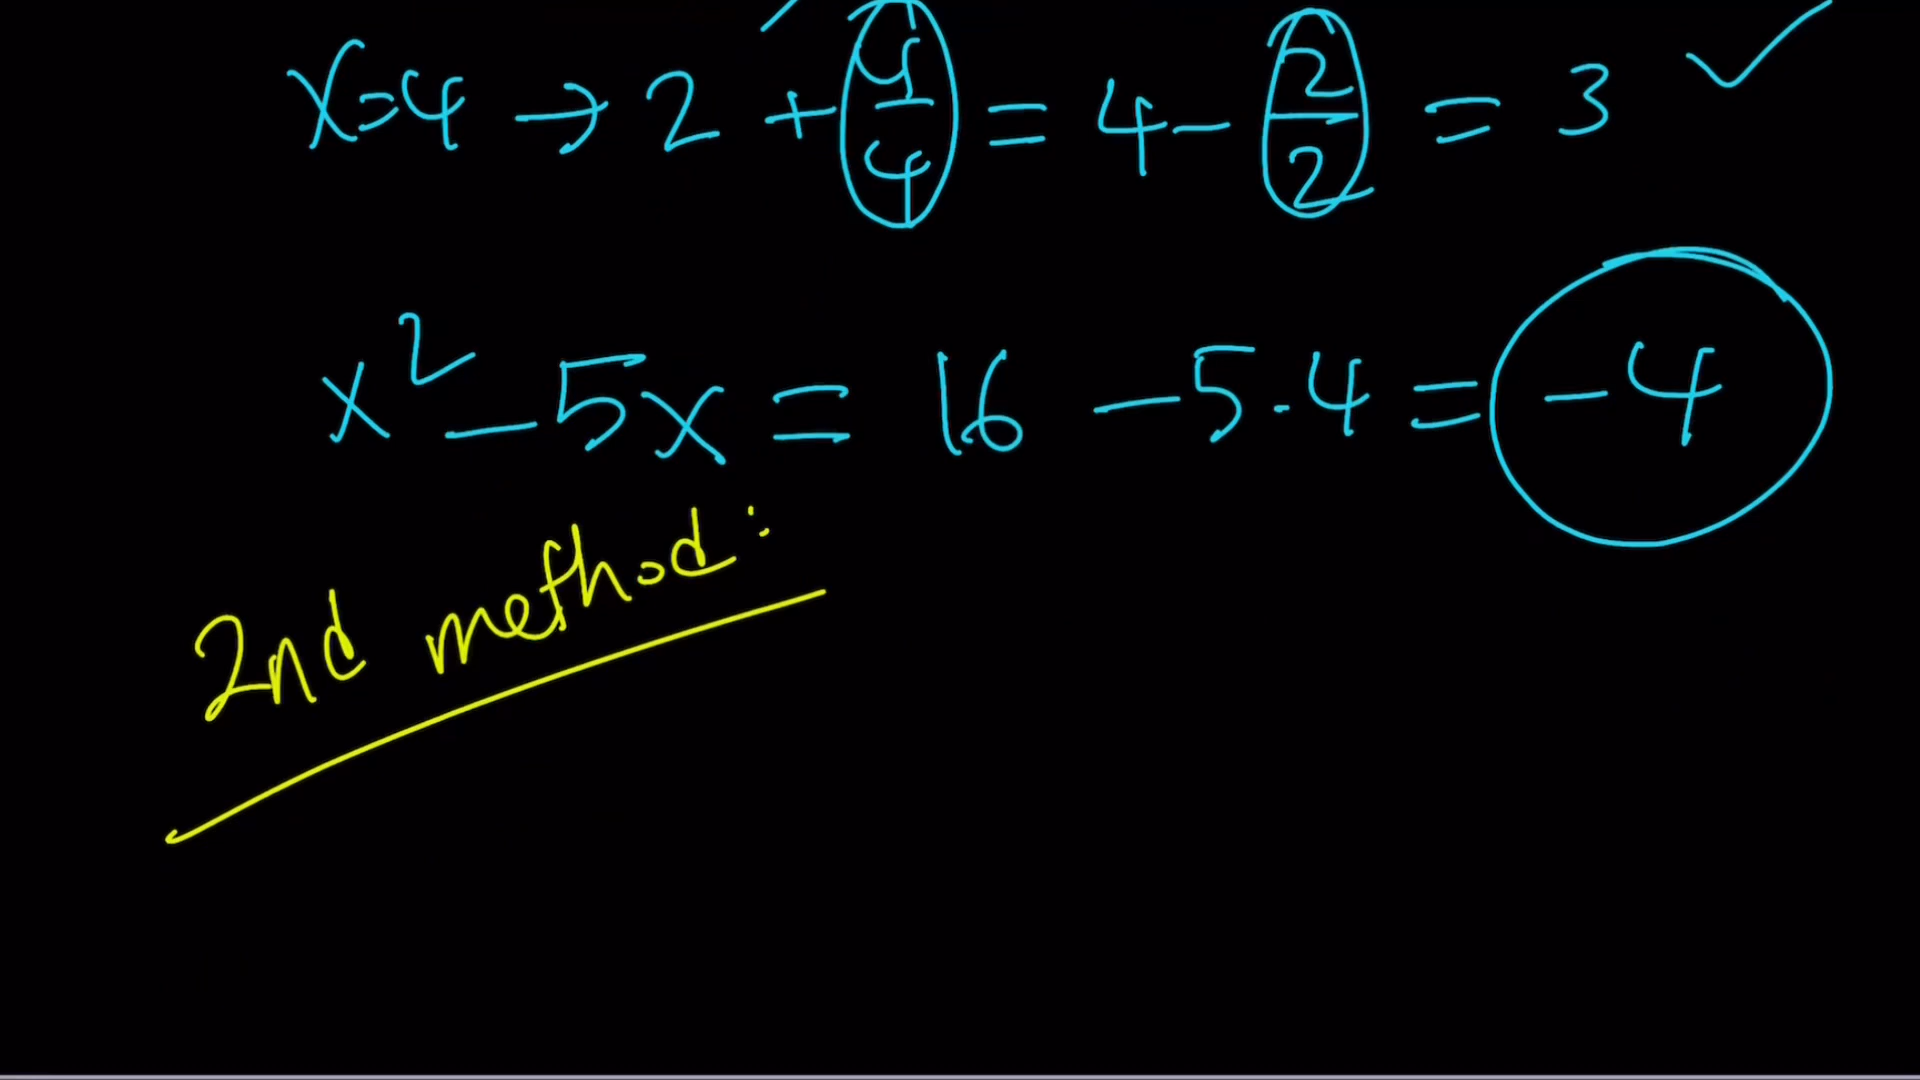 x=4 → 2 + 4/4 = 4 - 2/2 = 3 ✓
x² - 5x = 16 - 5·4 = -4
2nd method: